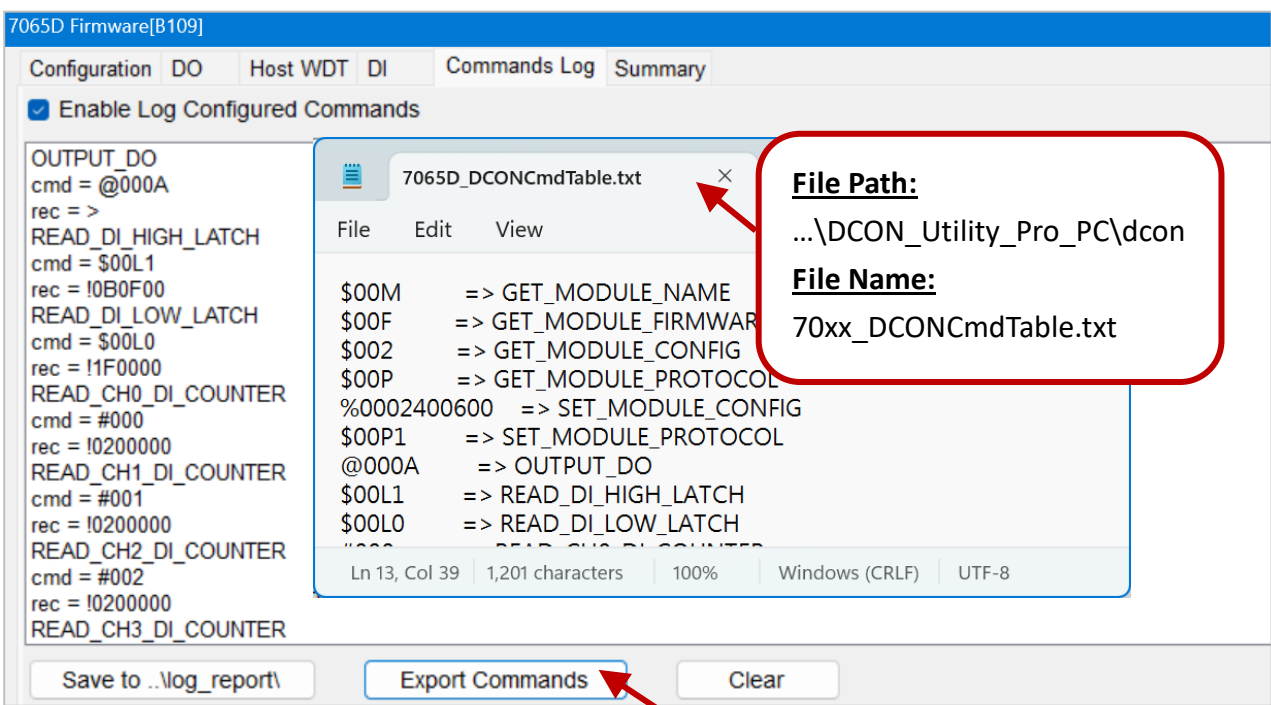 7065D Firmware[B109]
Configuration DO Host WDT DI Commands Log Summary
Enable Log Configured Commands
OUTPUT_DO
cmd = @000A
rec = >
READ_DI_HIGH_LATCH
cmd = $00L1
rec = !0B0F00
READ_DI_LOW_LATCH
cmd = $00L0
rec = !1F0000
READ_CH0_DI_COUNTER
cmd = #000
rec = !0200000
READ_CH1_DI_COUNTER
cmd = #001
rec = !0200000
READ_CH2_DI_COUNTER
cmd = #002
rec = !0200000
READ_CH3_DI_COUNTER
7065D_DCONCmdTable.txt
File Edit View
$00M => GET_MODULE_NAME
$00F => GET_MODULE_FIRMWAR
$002 => GET_MODULE_CONFIG
$00P => GET_MODULE_PROTOCOL
%0002400600 => SET_MODULE_CONFIG
$00P1 => SET_MODULE_PROTOCOL
@000A => OUTPUT_DO
$00L1 => READ_DI_HIGH_LATCH
$00L0 => READ_DI_LOW_LATCH
Ln 13, Col 39 1,201 characters 100% Windows (CRLF) UTF-8
File Path:
...\DCON_Utility_Pro_PC\dcon
File Name:
70xx_DCONCmdTable.txt
Save to ..\log_report\ Export Commands Clear